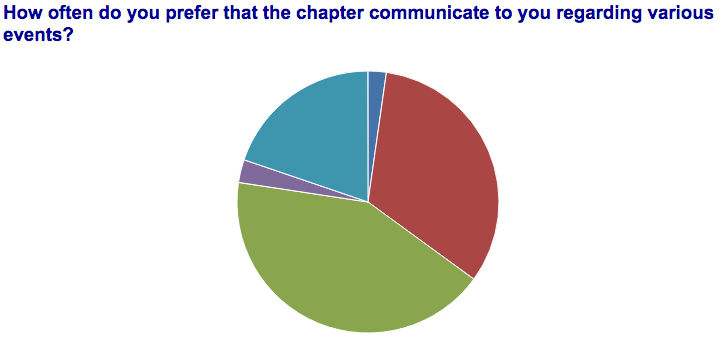 How often do you prefer that the chapter communicate to you regarding various
events?